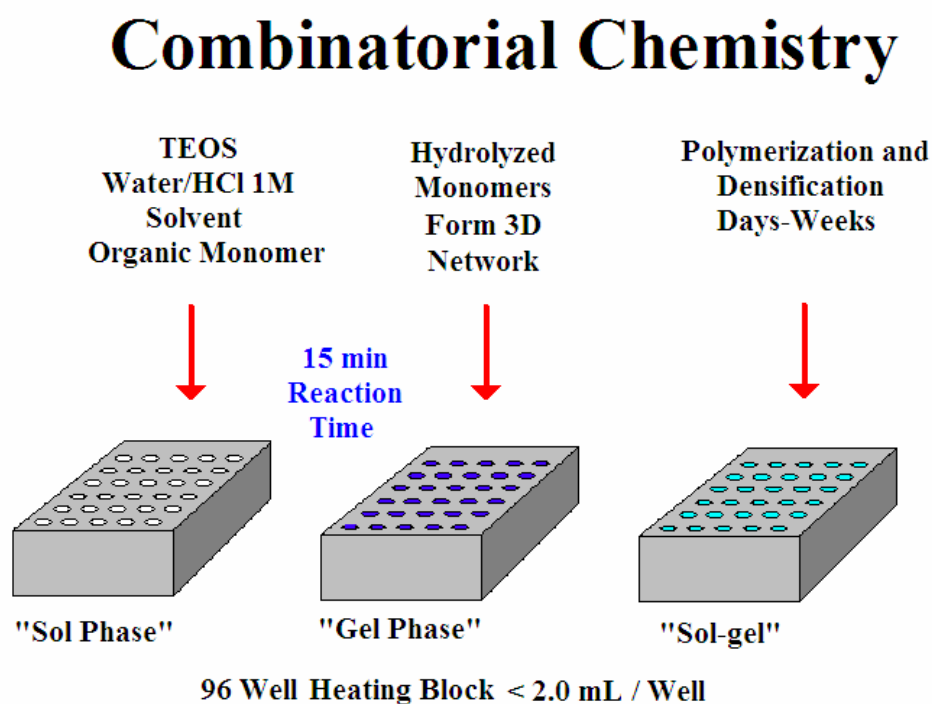 Combinatorial Chemistry
TEOS
Water/HCl 1M
Solvent
Organic Monomer
Hydrolyzed
Monomers
Form 3D
Network
Polymerization and
Densification
Days-Weeks
15 min
Reaction
Time
"Sol Phase"
"Gel Phase"
"Sol-gel"
96 Well Heating Block < 2.0 mL / Well